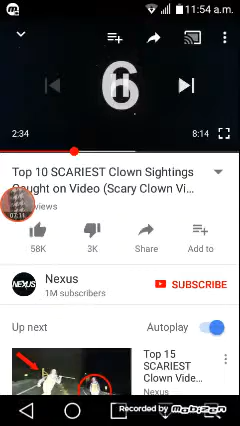 11:54 a.m.
6
2:34
8:14
Top 10 SCARIEST Clown Sightings
Caught on Video (Scary Clown Vi...
views
07:11
58K
3K
Share
Add to
NEXUS
Nexus
1M subscribers
SUBSCRIBE
Up next
Autoplay
Top 15
SCARIEST
Clown Vide...
Recorded by mobizen